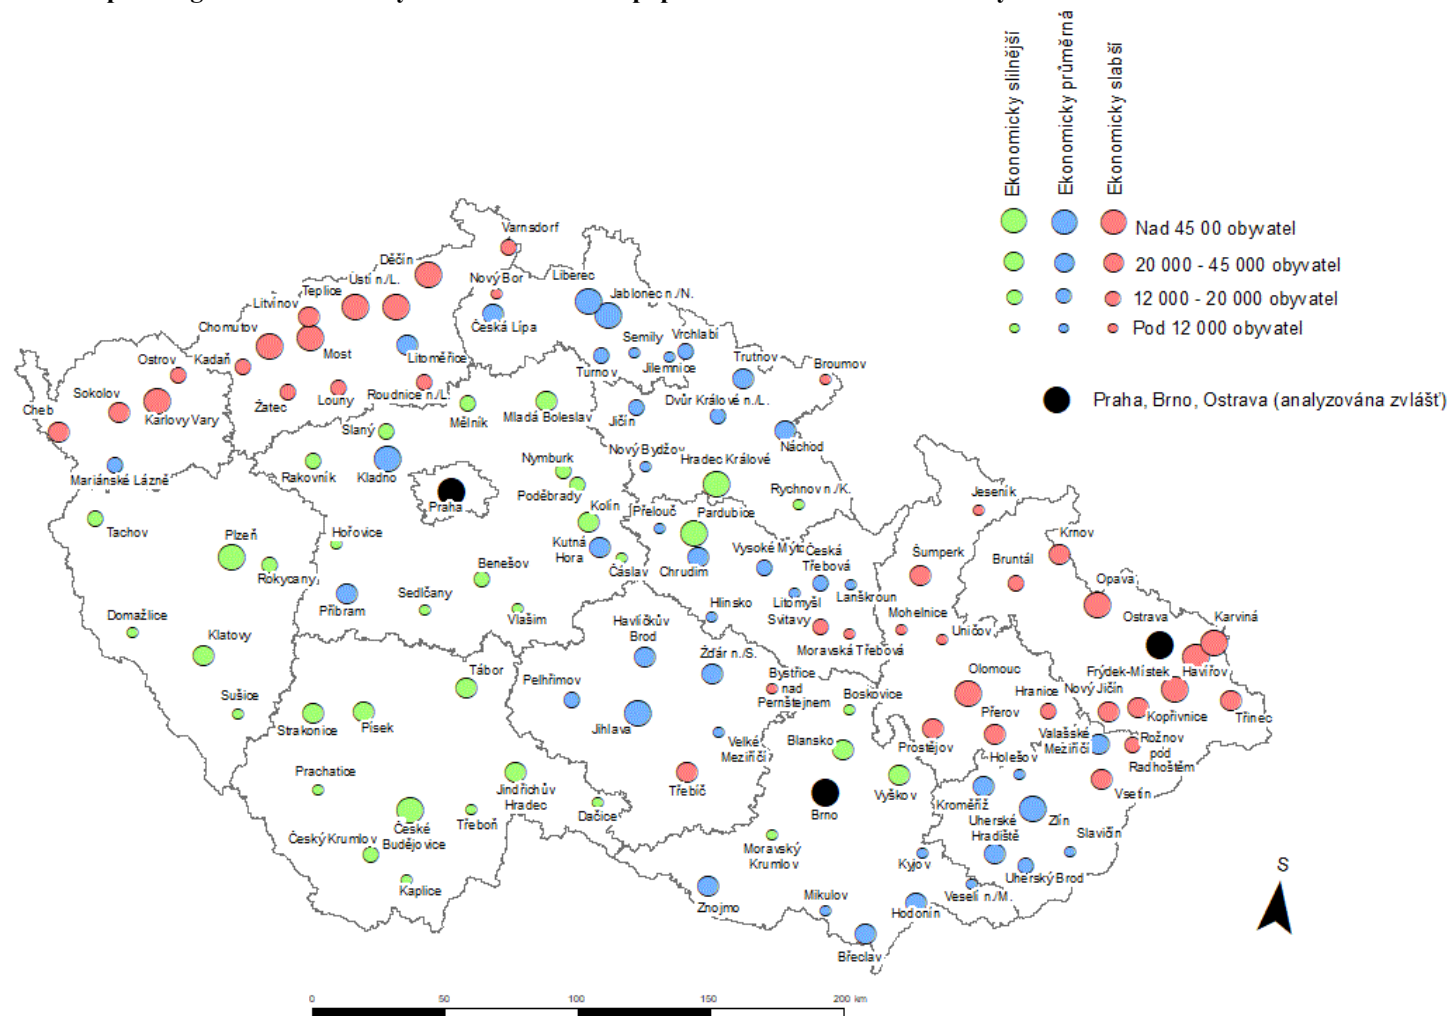 Ekonomicky slilnější
Ekonomicky průměrná
Ekonomicky slabší
Nad 45 00 obyvatel
20 000 - 45 000 obyvatel
12 000 - 20 000 obyvatel
Pod 12 000 obyvatel
Praha, Brno, Ostrava (analyzována zvlášť)
Varnsdorf
Děčín
Ústí n./L.
Nový Bor
Liberec
Teplice
Jablonec n./N.
Litvínov
Česká Lípa
Chomutov
Semily
Vrchlabí
Most
Litoměřice
Trutnov
Ostrov
Kadaň
Turnov
Jilemnice
Broumov
Sokolov
Žatec
Louny
Roudnice n./L.
Dvůr Králové n./L.
Cheb
Karlovy Vary
Mělník
Mladá Boleslav
Jičín
Slaný
Náchod
Nový Bydžov
Nymburk
Hradec Králové
Mariánské Lázně
Rakovník
Kladno
Poděbrady
Rychnov n./K.
Jeseník
Praha
Kolín
Přelouč
Pardubice
Tachov
Plzeň
Hořovice
Krnov
Kutná
Hora
Vysoké Mýto
Česká
Třebová
Šumperk
Bruntál
Rokycany
Benešov
Čáslav
Chrudim
Opava
Příbram
Sedlčany
Litomyšl
Lanškroun
Hlinsko
Mohelnice
Domažlice
Vlašim
Havlíčkův
Brod
Svitavy
Ostrava
Karviná
Klatovy
Moravská Třebová
Uničov
Žďár n./S.
Tábor
Olomouc
Frýdek-Místek
Havířov
Pelhřimov
Bystřice
nad
Pernštejnem
Boskovice
Hranice
Nový Jičín
Sušice
Přerov
Kopřivnice
Třinec
Strakonice
Písek
Jihlava
Velké
Meziříčí
Blansko
Prostějov
Valašské
Meziříčí
Rožnov
pod
Radhoštěm
Holešov
Prachatice
Jindřichův
Hradec
Třebíč
Vyškov
Vsetín
Kroměříž
České
Budějovice
Třeboň
Dačice
Brno
Uherské
Hradiště
Zlín
Slavičín
Český Krumlov
Moravský
Krumlov
Kyjov
Uherský Brod
Kaplice
Mikulov
Veselí n./M.
Znojmo
Hodonín
Břeclav
S
0 50 100 150 200 km